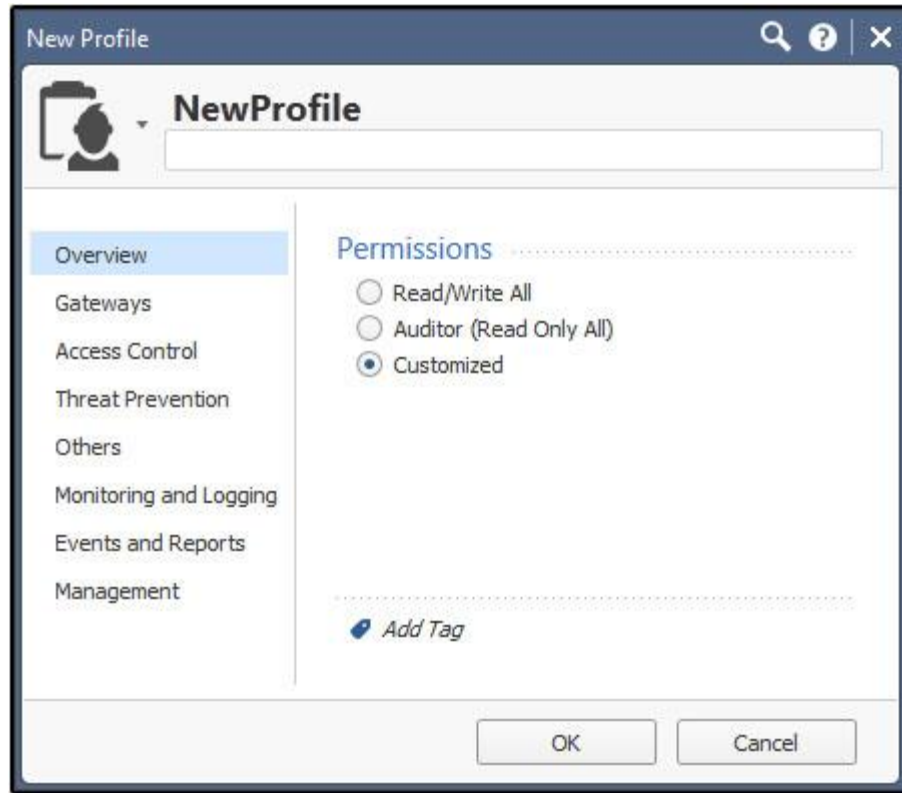 New Profile
NewProfile
Overview
Gateways
Access Control
Threat Prevention
Others
Monitoring and Logging
Events and Reports
Management
Permissions
Read/Write All
Auditor (Read Only All)
Customized
Add Tag
OK
Cancel